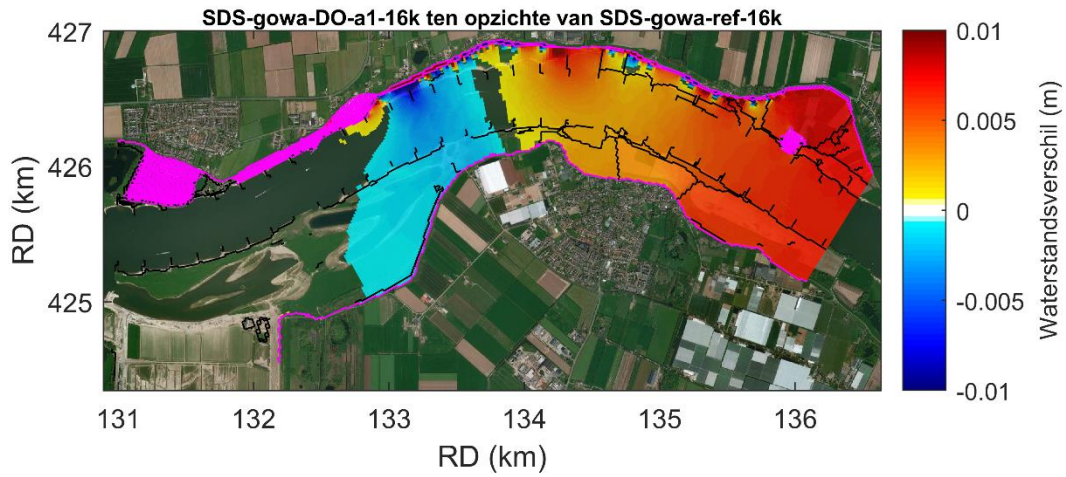 SDS-gowa-DO-a1-16k ten opzichte van SDS-gowa-ref-16k
427
426
425
RD (km)
131 132 133 134 135 136
RD (km)
0.01
0.005
0
-0.005
-0.01
Waterstandsverschil (m)